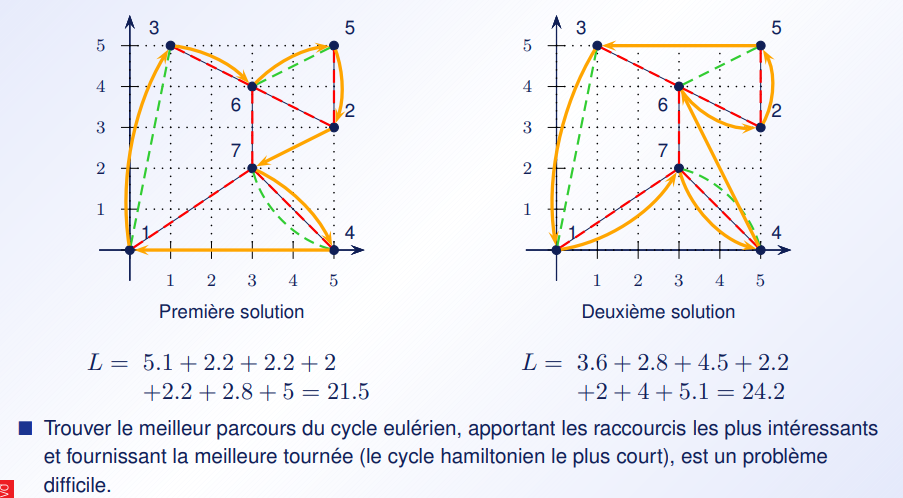 3 5
5
4
6
3
2
7
2
1
1
4
1 2 3 4 5
Première solution
L = 5.1 + 2.2 + 2.2 + 2
+2.2 + 2.8 + 5 = 21.5
3 5
5
4
6
3
2
7
2
1
1
4
1 2 3 4 5
Deuxième solution
L = 3.6 + 2.8 + 4.5 + 2.2
+2 + 4 + 5.1 = 24.2
Trouver le meilleur parcours du cycle eulérien, apportant les raccourcis les plus intéressants
et fournissant la meilleure tournée (le cycle hamiltonien le plus court), est un problème
difficile.